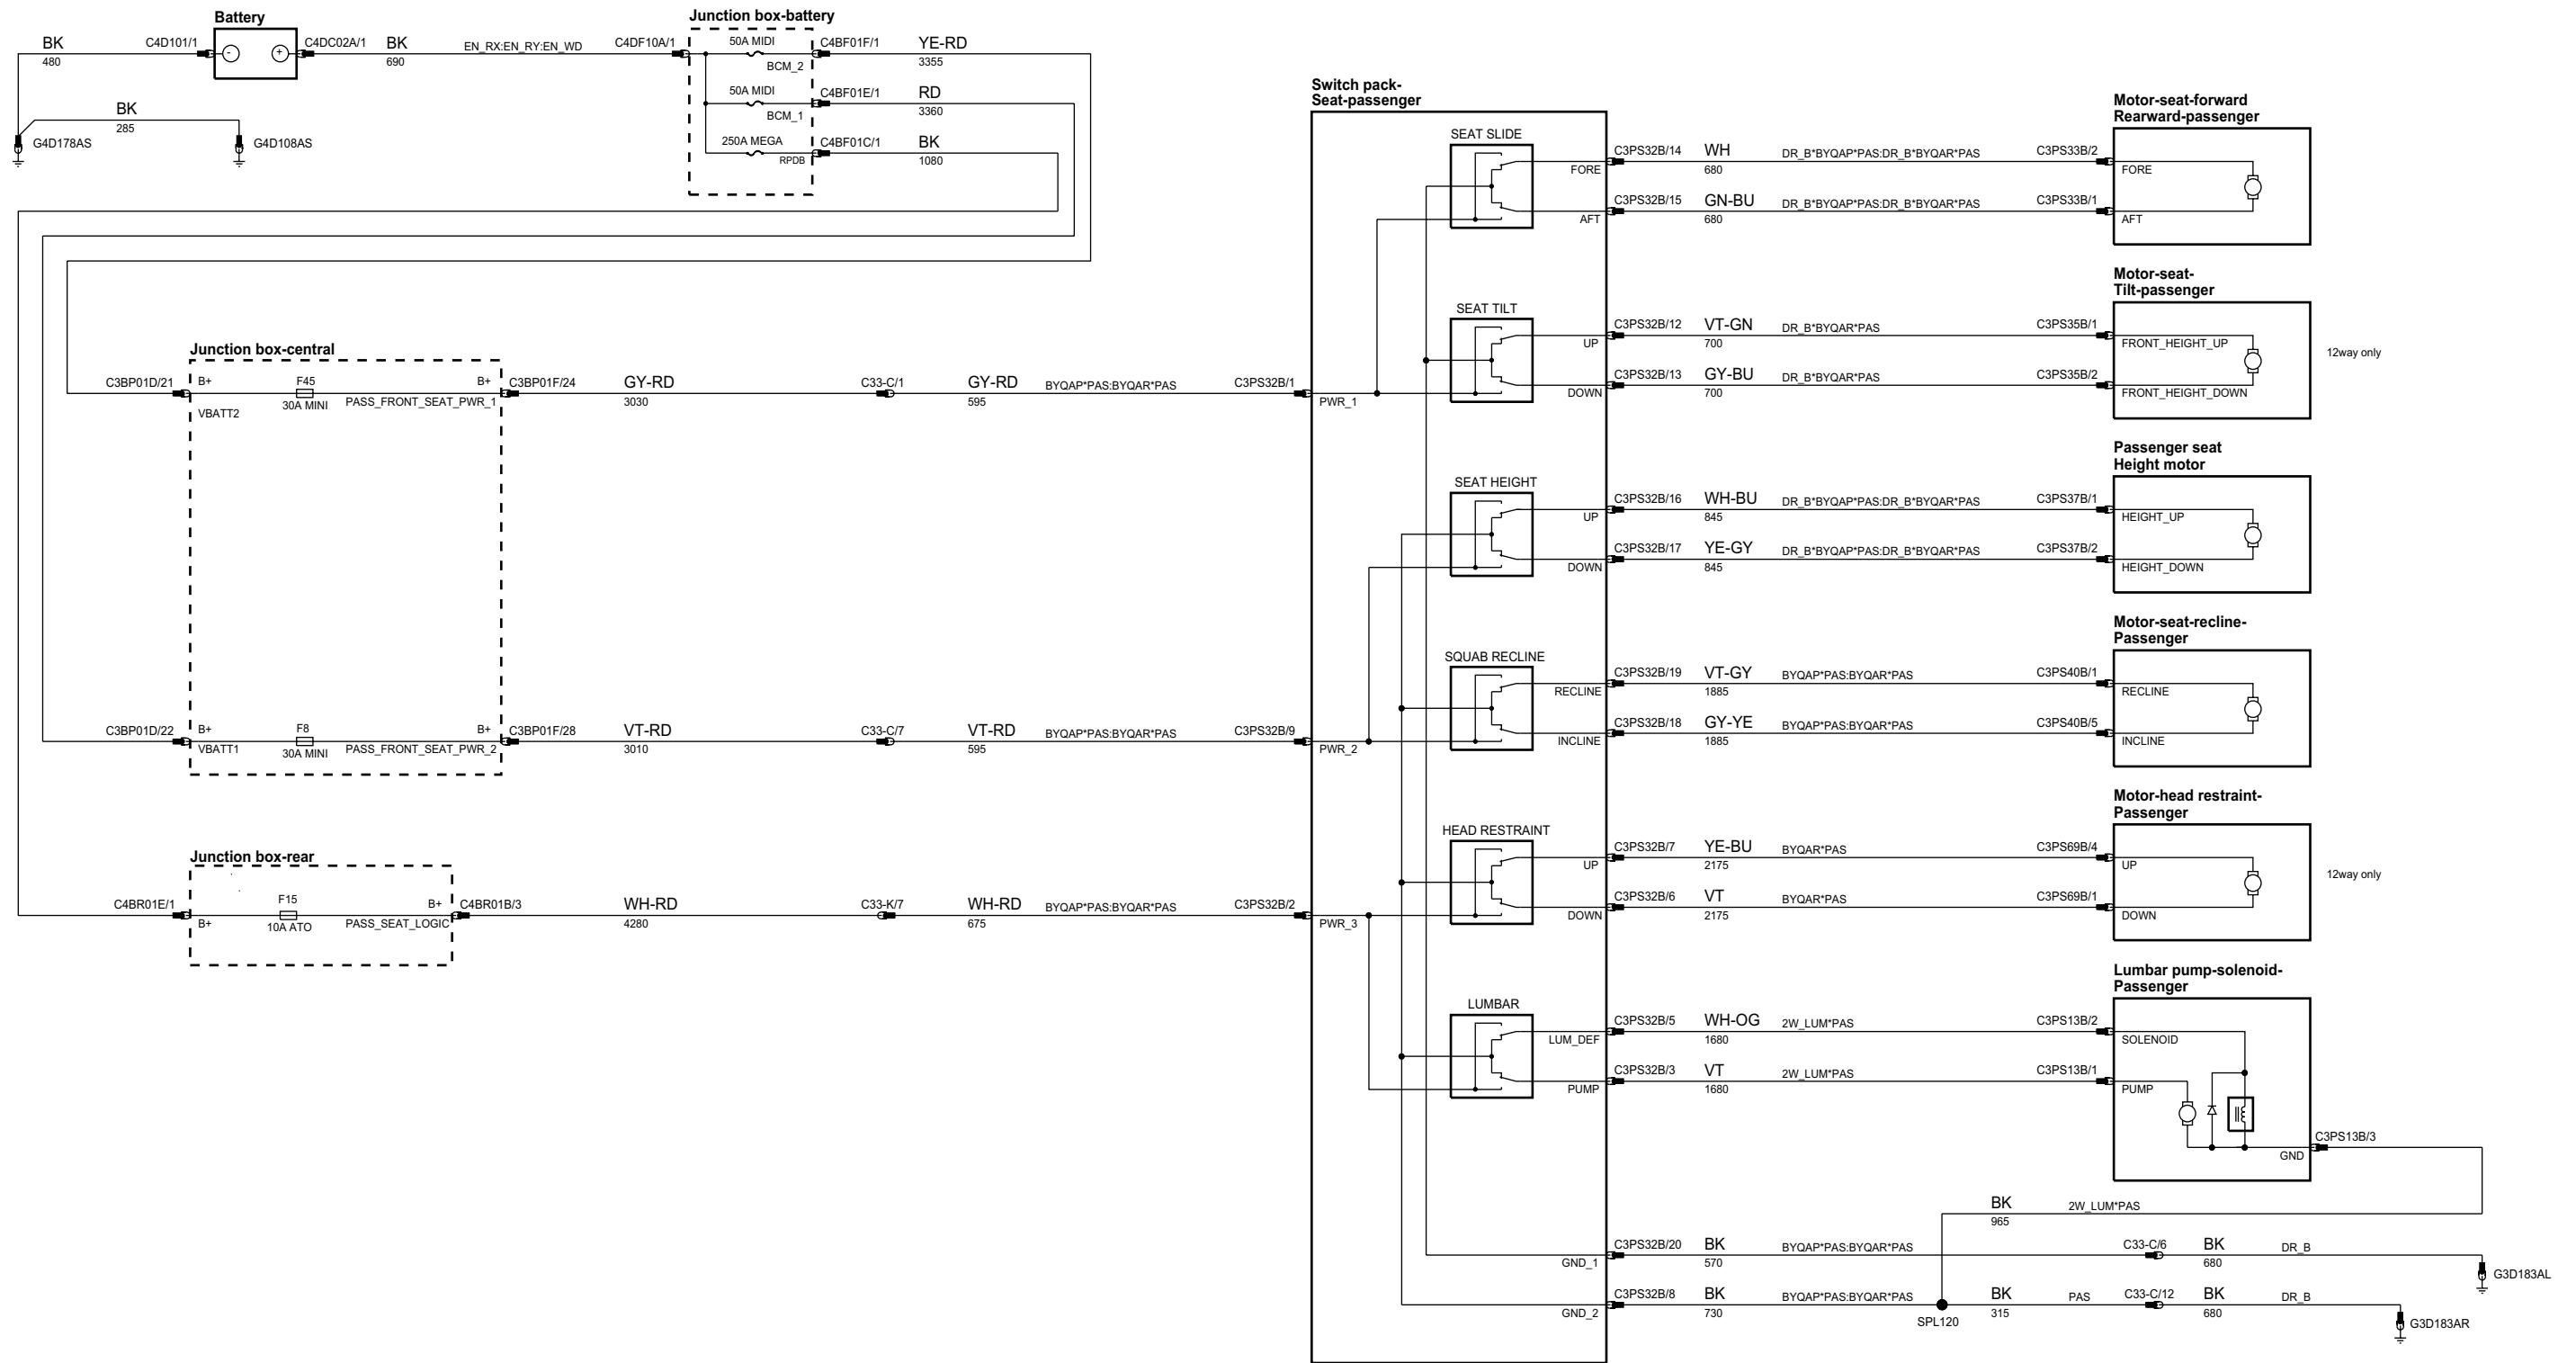 Battery
BK
480
C4D101/1
-
+
C4DC02A/1
BK
690
EN_RX:EN_RY:EN_WD
C4DF10A/1
BK
285
G4D178AS
G4D108AS
Junction box-battery
50A MIDI
BCM_2
C4BF01F/1
YE-RD
3355
50A MIDI
BCM_1
C4BF01E/1
RD
3360
250A MEGA
RPDB
C4BF01C/1
BK
1080
Junction box-central
C3BP01D/21
B+
VBATT2
F45
30A MINI
B+
PASS_FRONT_SEAT_PWR_1
C3BP01F/24
GY-RD
3030
C33-C/1
GY-RD
595
BYQAP*PAS:BYQAR*PAS
C3PS32B/1
C3BP01D/22
B+
VBATT1
F8
30A MINI
B+
PASS_FRONT_SEAT_PWR_2
C3BP01F/28
VT-RD
3010
C33-C/7
VT-RD
595
BYQAP*PAS:BYQAR*PAS
C3PS32B/9
Junction box-rear
C4BR01E/1
B+
F15
10A ATO
B+
PASS_SEAT_LOGIC
C4BR01B/3
WH-RD
4280
C33-K/7
WH-RD
675
BYQAP*PAS:BYQAR*PAS
C3PS32B/2
Switch pack-
Seat-passenger
PWR_1
PWR_2
PWR_3
SEAT SLIDE
FORE
AFT
C3PS32B/14
WH
680
DR_B*BYQAP*PAS:DR_B*BYQAR*PAS
C3PS33B/2
C3PS32B/15
GN-BU
680
DR_B*BYQAP*PAS:DR_B*BYQAR*PAS
C3PS33B/1
Motor-seat-forward
Rearward-passenger
FORE
AFT
SEAT TILT
UP
DOWN
C3PS32B/12
VT-GN
700
DR_B*BYQAR*PAS
C3PS35B/1
C3PS32B/13
GY-BU
700
DR_B*BYQAR*PAS
C3PS35B/2
Motor-seat-
Tilt-passenger
FRONT_HEIGHT_UP
FRONT_HEIGHT_DOWN
12way only
SEAT HEIGHT
UP
DOWN
C3PS32B/16
WH-BU
845
DR_B*BYQAP*PAS:DR_B*BYQAR*PAS
C3PS37B/1
C3PS32B/17
YE-GY
845
DR_B*BYQAP*PAS:DR_B*BYQAR*PAS
C3PS37B/2
Passenger seat
Height motor
HEIGHT_UP
HEIGHT_DOWN
SQUAB RECLINE
RECLINE
INCLINE
C3PS32B/19
VT-GY
1885
BYQAP*PAS:BYQAR*PAS
C3PS40B/1
C3PS32B/18
GY-YE
1885
BYQAP*PAS:BYQAR*PAS
C3PS40B/5
Motor-seat-recline-
Passenger
RECLINE
INCLINE
HEAD RESTRAINT
UP
DOWN
C3PS32B/7
YE-BU
2175
BYQAR*PAS
C3PS69B/4
C3PS32B/6
VT
2175
BYQAR*PAS
C3PS69B/1
Motor-head restraint-
Passenger
UP
DOWN
12way only
LUMBAR
LUM_DEF
PUMP
C3PS32B/5
WH-OG
1680
2W_LUM*PAS
C3PS13B/2
C3PS32B/3
VT
1680
2W_LUM*PAS
C3PS13B/1
Lumbar pump-solenoid-
Passenger
SOLENOID
PUMP
GND
C3PS13B/3
BK
965
2W_LUM*PAS
GND_1
C3PS32B/20
BK
570
BYQAP*PAS:BYQAR*PAS
C33-C/6
BK
680
DR_B
G3D183AL
GND_2
C3PS32B/8
BK
730
BYQAP*PAS:BYQAR*PAS
SPL120
BK
315
PAS
C33-C/12
BK
680
DR_B
G3D183AR